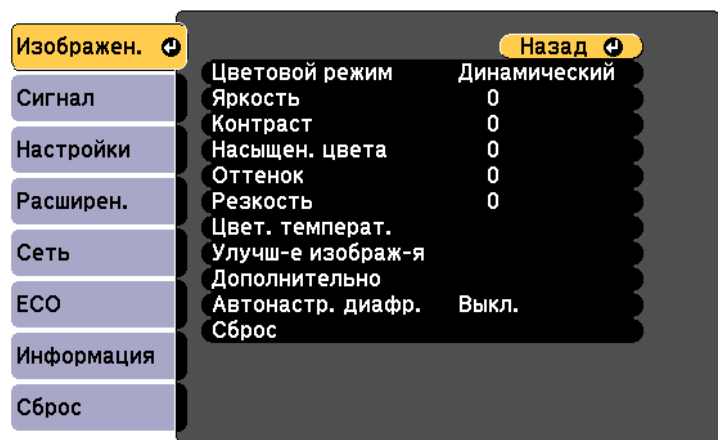 Изображен.
Сигнал
Настройки
Расширен.
Сеть
ECO
Информация
Сброс
Назад
Цветовой режим Динамический
Яркость 0
Контраст 0
Насыщен. цвета 0
Оттенок 0
Резкость 0
Цвет. температ.
Улучш-е изображ-я
Дополнительно
Автонастр. диафр. Выкл.
Сброс